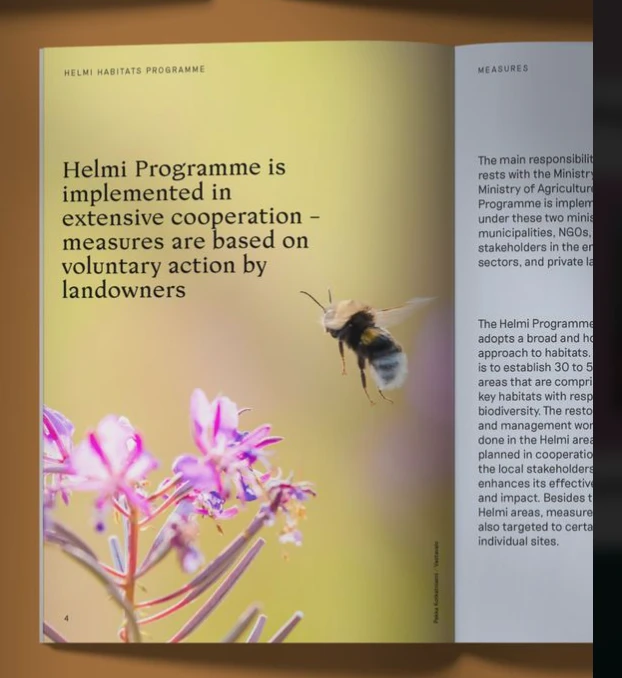 HELMI HABITATS PROGRAMME
Helmi Programme is
implemented in
extensive cooperation –
measures are based on
voluntary action by
landowners
4
MEASURES
The main responsibilit
rests with the Ministry
Ministry of Agriculture
Programme is implem
under these two minis
municipalities, NGOs,
stakeholders in the en
sectors, and private la
The Helmi Programme
adopts a broad and ho
approach to habitats.
is to establish 30 to 5
areas that are compri
key habitats with resp
biodiversity. The resto
and management wor
done in the Helmi area
planned in cooperatio
the local stakeholders
enhances its effective
and impact. Besides t
Helmi areas, measure
also targeted to certa
individual sites.